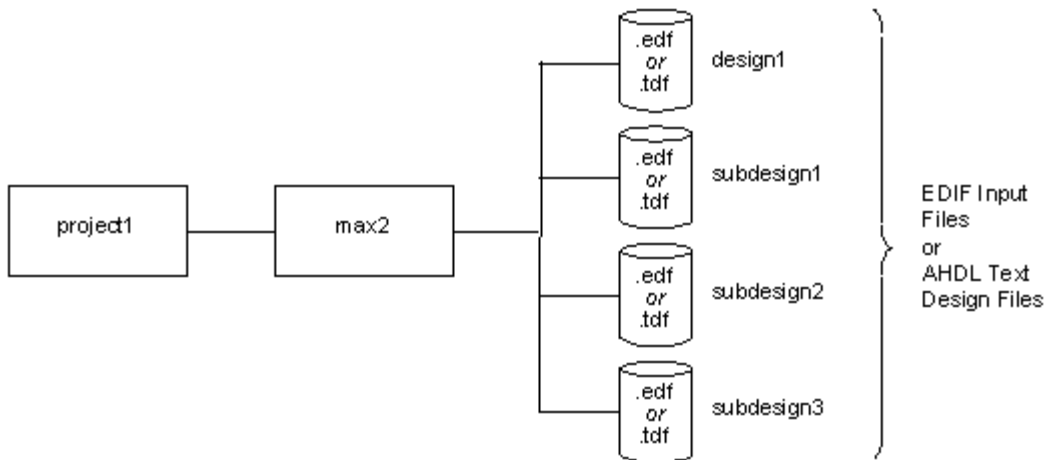 project1
max2
.edf
or
.tdf
design1
.edf
or
.tdf
subdesign1
.edf
or
.tdf
subdesign2
.edf
or
.tdf
subdesign3
EDIF Input
Files
or
AHDL Text
Design Files